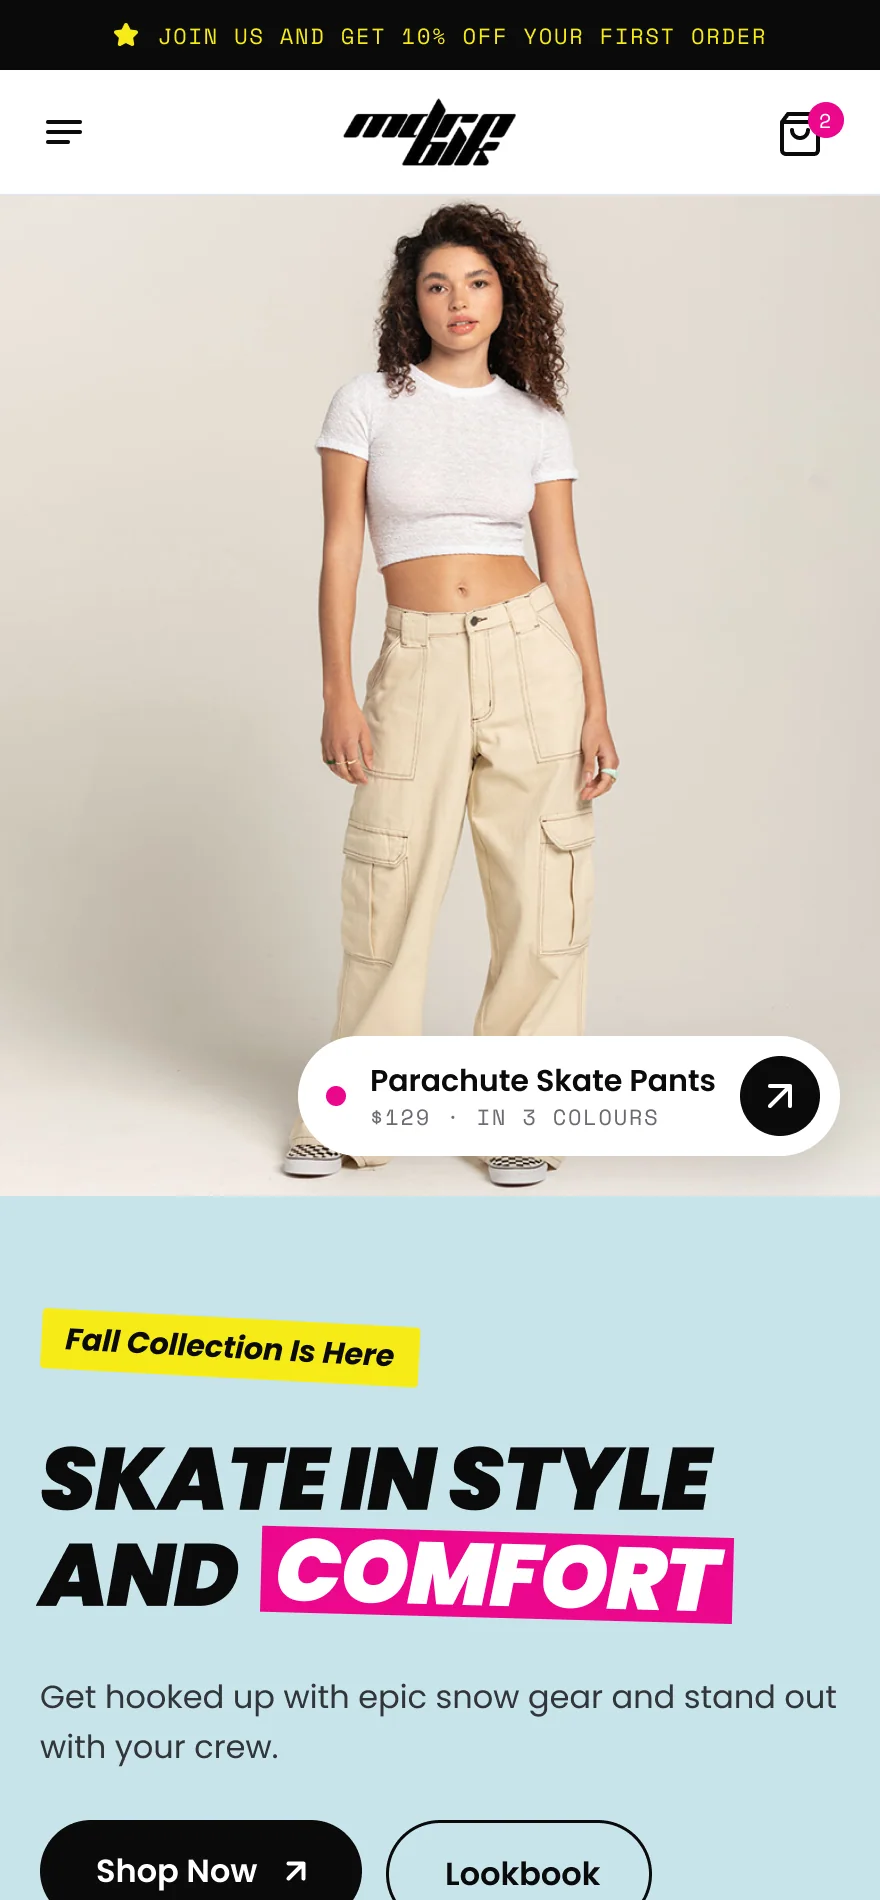 JOIN US AND GET 10% OFF YOUR FIRST ORDER
mdrn
blk
2
Parachute Skate Pants
$129 · IN 3 COLOURS
Fall Collection Is Here
SKATE IN STYLE
AND COMFORT
Get hooked up with epic snow gear and stand out
with your crew.
Shop Now
Lookbook